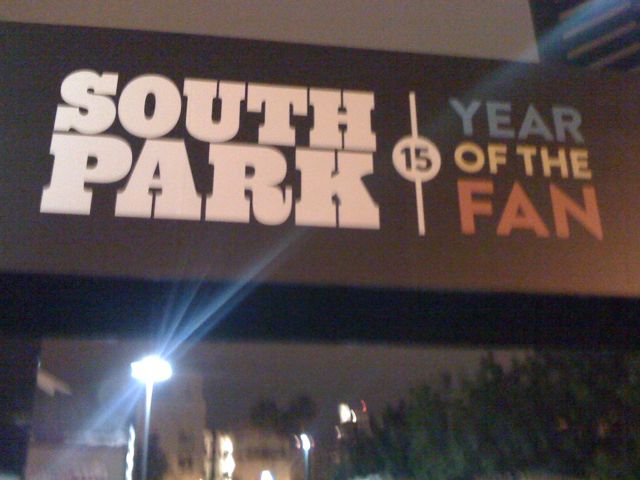 SOUTH
PARK
15
YEAR
OF THE
FAN